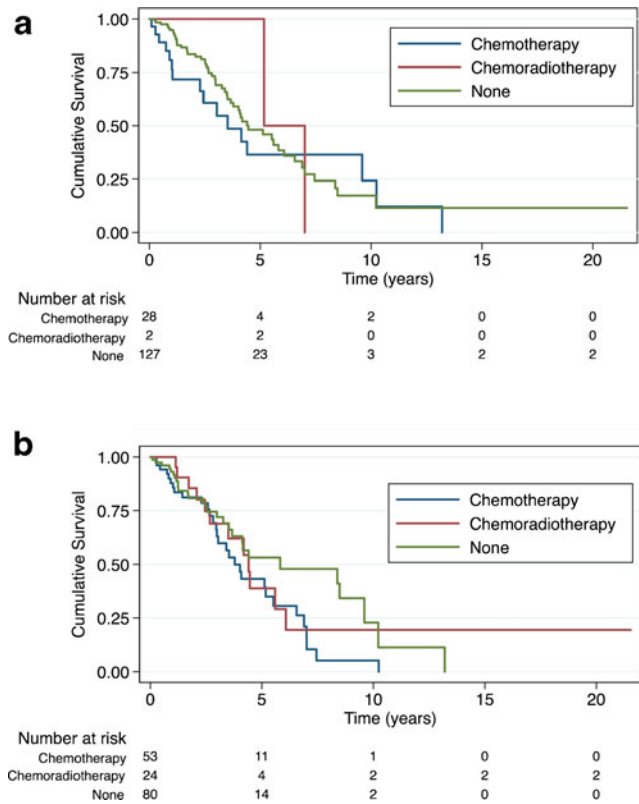 a
1.00
0.75
0.50
0.25
0.00
Cumulative Survival
Chemotherapy
Chemoradiotherapy
None
0 5 10 15 20
Time (years)
Number at risk
Chemotherapy 28 4 2 0 0
Chemoradiotherapy 2 2 0 0 0
None 127 23 3 2 2
b
1.00
0.75
0.50
0.25
0.00
Cumulative Survival
Chemotherapy
Chemoradiotherapy
None
0 5 10 15 20
Time (years)
Number at risk
Chemotherapy 53 11 1 0 0
Chemoradiotherapy 24 4 2 2 2
None 80 14 2 0 0